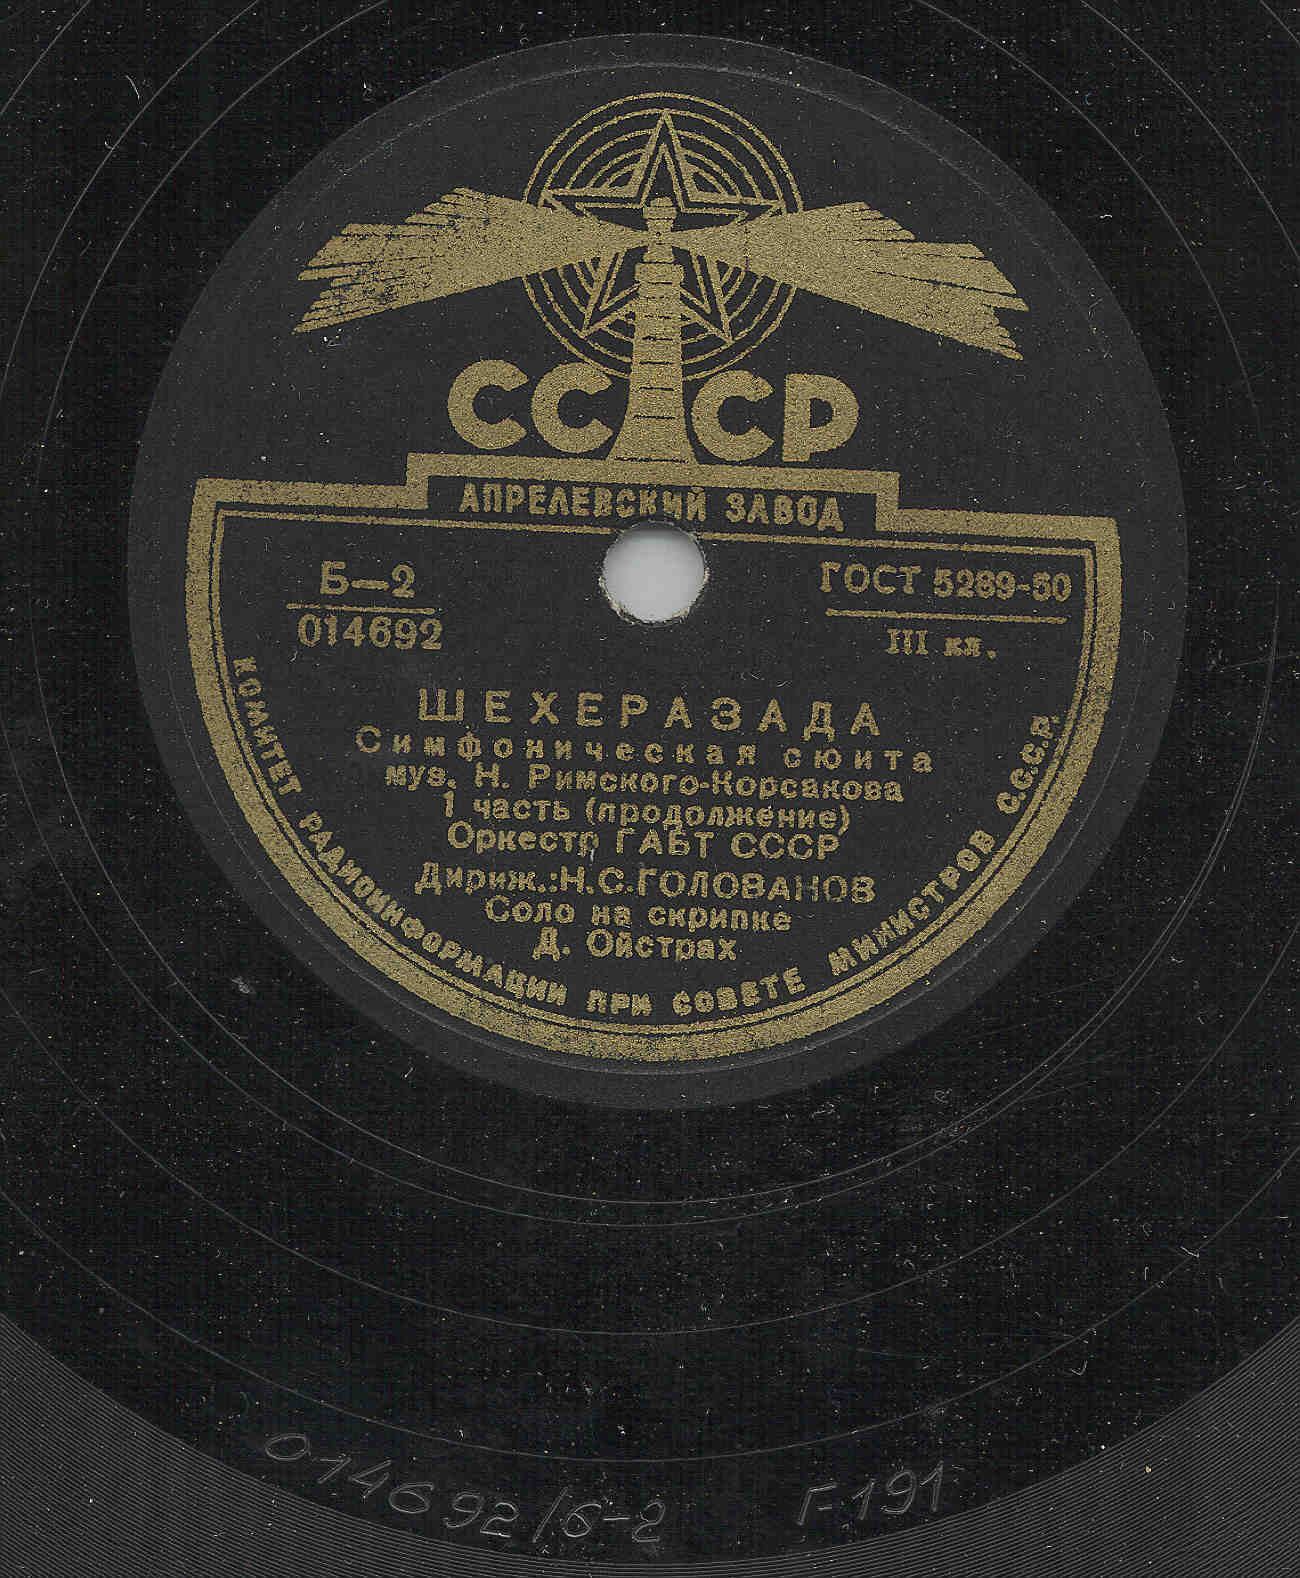 СССР
АПРЕЛЕВСКИЙ ЗАВОД
Б—2
014692
ГОСТ 5289-50
III кл.
ШЕХЕРАЗАДА
Симфоническая сюита
муз. Н. Римского-Корсакова
1 часть (продолжение)
Оркестр ГАБТ СССР
Дириж.: Н.С.ГОЛОВАНОВ
Соло на скрипке
Д. Ойстрах
КОМИТЕТ РАДИОИНФОРМАЦИИ ПРИ СОВЕТЕ МИНИСТРОВ С.С.С.Р.
014692/6-2 Г-191